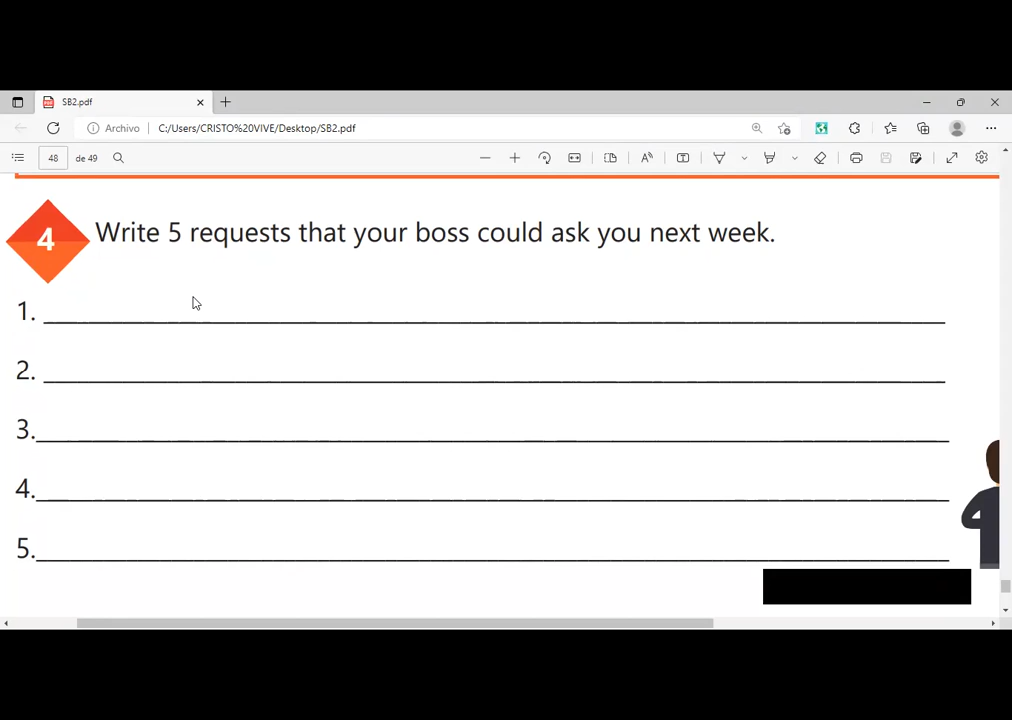 SB2.pdf
Archivo C:/Users/CRISTO%20VIVE/Desktop/SB2.pdf
48 de 49
4 Write 5 requests that your boss could ask you next week.
1.
2.
3.
4.
5.